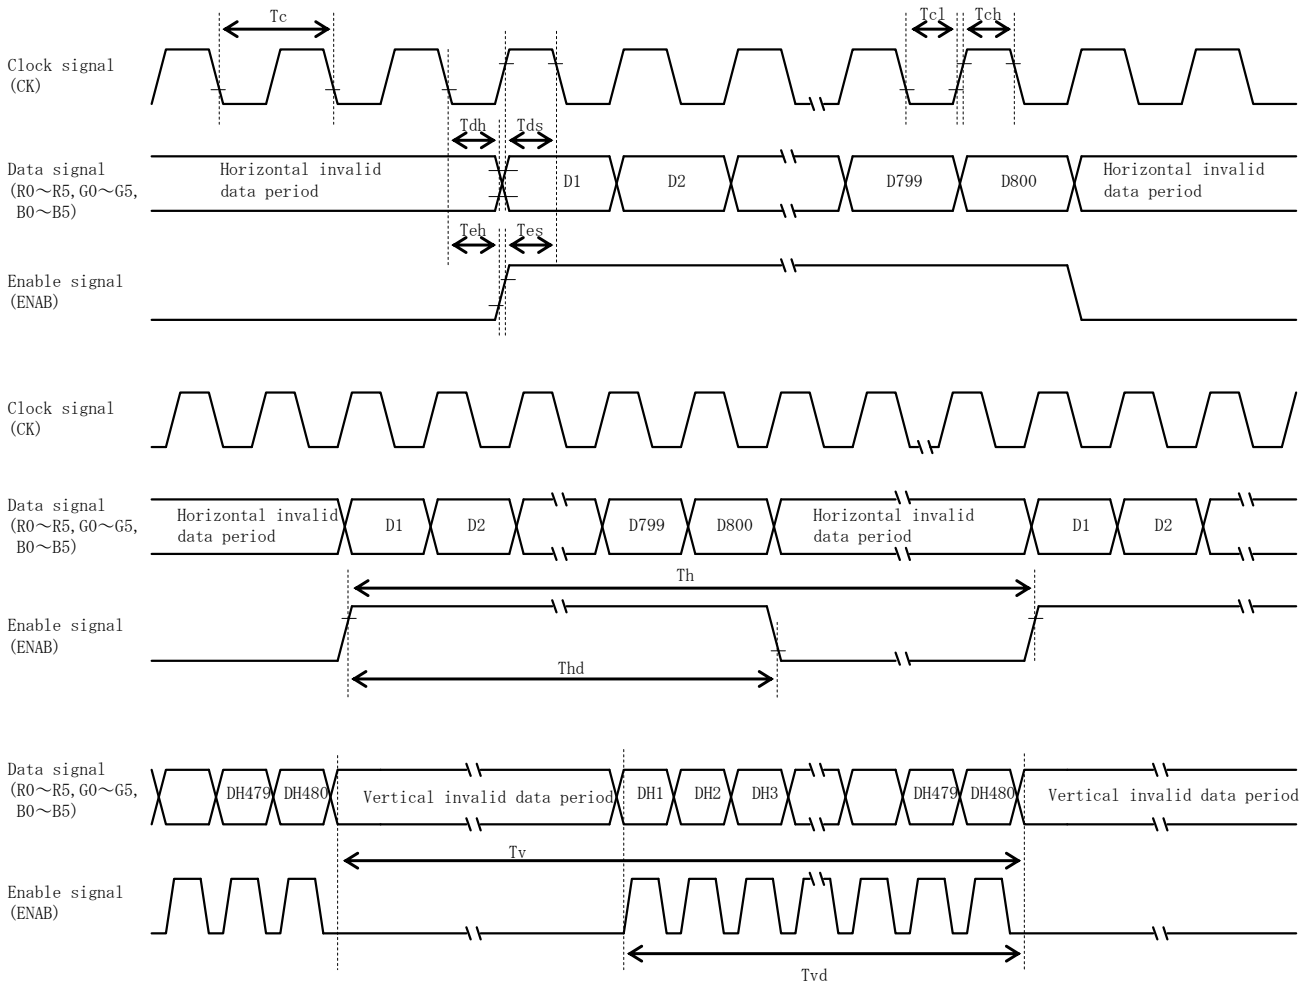 Tc
Tcl
Tch
Clock signal
(CK)
Tdh
Tds
Data signal
(R0～R5,G0～G5,
B0～B5)
Horizontal invalid
data period
D1
D2
D799
D800
Horizontal invalid
data period
Teh
Tes
Enable signal
(ENAB)
Clock signal
(CK)
Data signal
(R0～R5,G0～G5,
B0～B5)
Horizontal invalid
data period
D1
D2
D799
D800
Horizontal invalid
data period
D1
D2
Th
Enable signal
(ENAB)
Thd
Data signal
(R0～R5,G0～G5,
B0～B5)
DH479
DH480
Vertical invalid data period
DH1
DH2
DH3
DH479
DH480
Vertical invalid data period
Tv
Enable signal
(ENAB)
Tvd